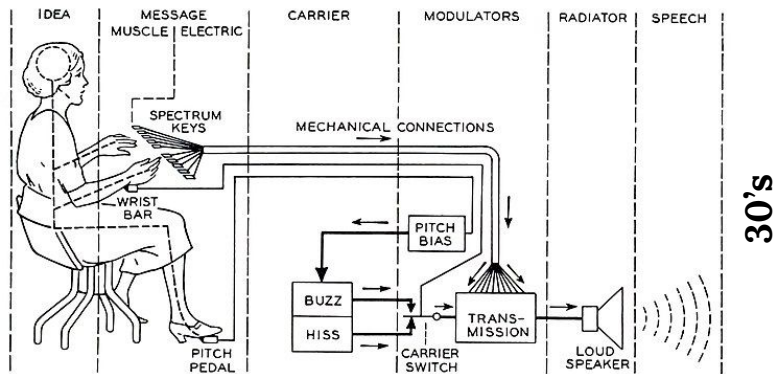 IDEA
MESSAGE
MUSCLE ELECTRIC
CARRIER
MODULATORS
RADIATOR
SPEECH
SPECTRUM
KEYS
MECHANICAL CONNECTIONS
WRIST
BAR
PITCH
BIAS
BUZZ
HISS
TRANS-
MISSION
CARRIER
SWITCH
LOUD
SPEAKER
PITCH
PEDAL
30's